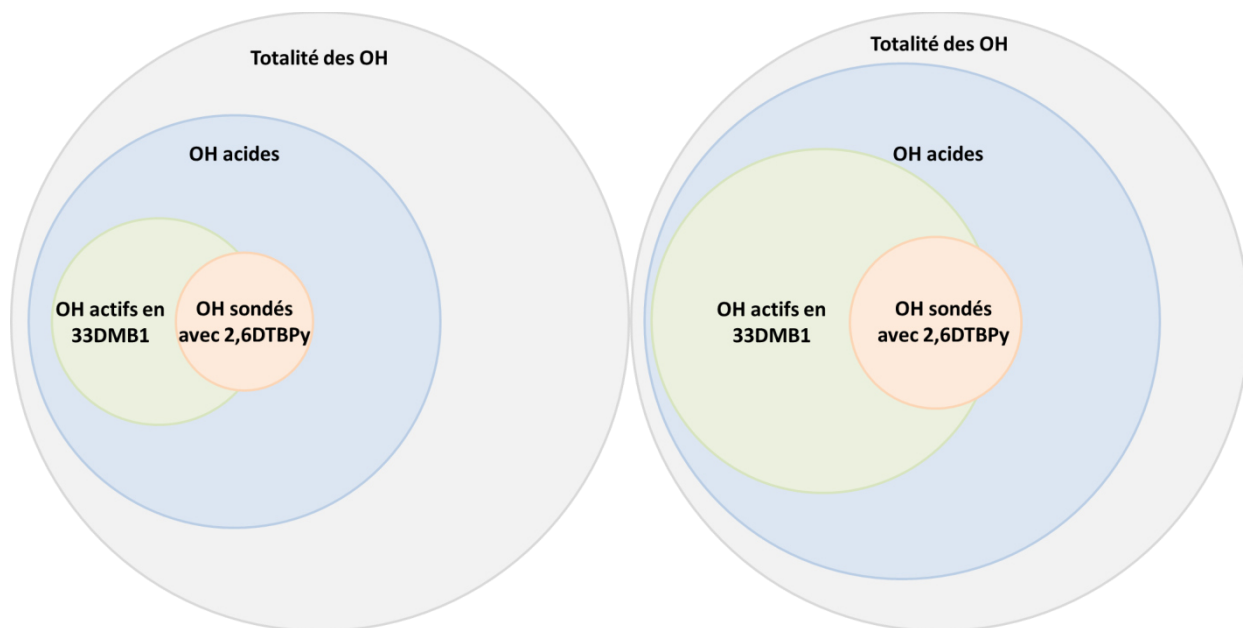 Totalité des OH
OH acides
OH actifs en
33DMB1
OH sondés
avec 2,6DTBPy
Totalité des OH
OH acides
OH actifs en
33DMB1
OH sondés
avec 2,6DTBPy